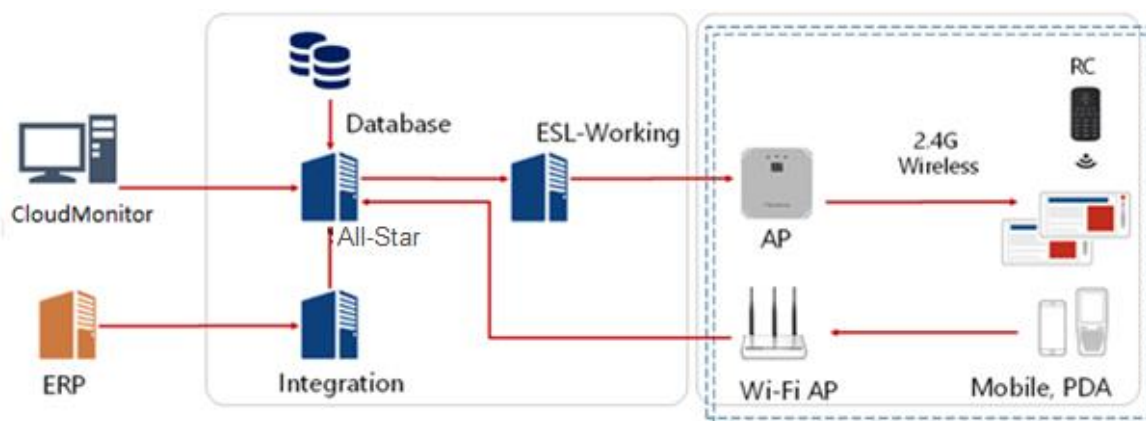 RC
Database
ESL-Working
2.4G
Wireless
CloudMonitor
All-Star
AP
ERP
Integration
Wi-Fi AP
Mobile, PDA